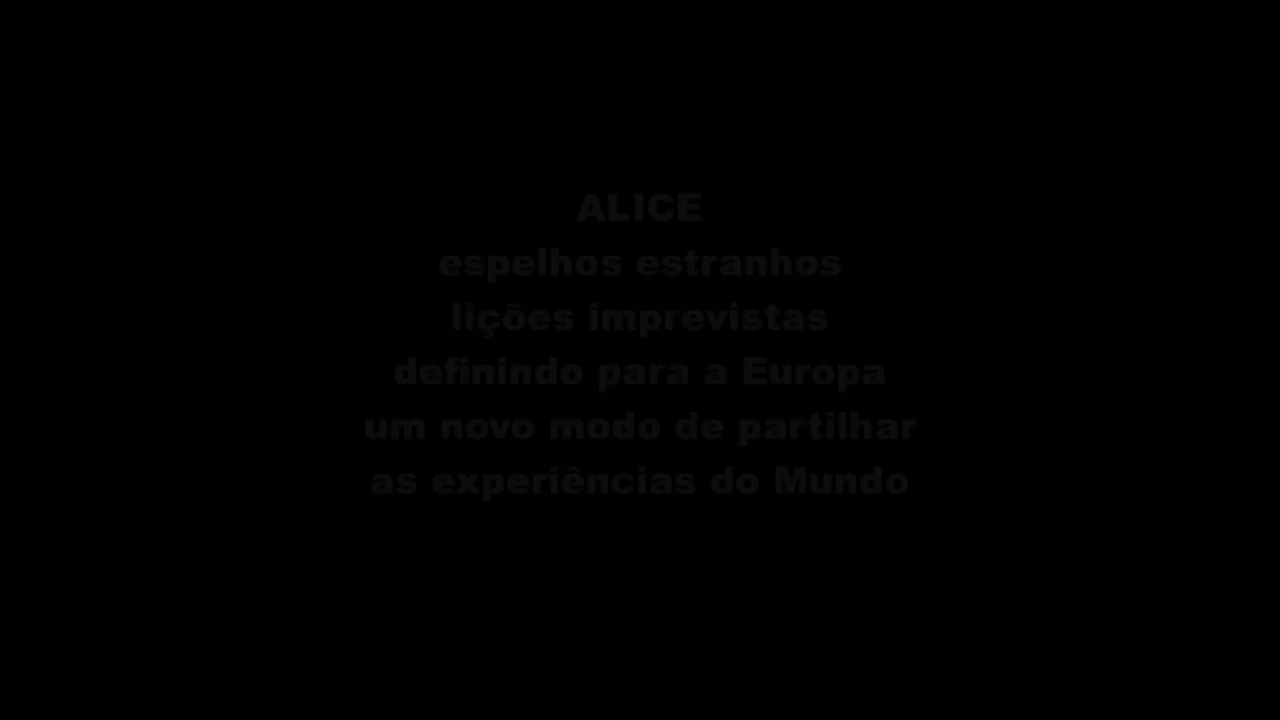 ALICE
espelhos estranhos
lições imprevistas
definindo para a Europa
um novo modo de partilhar
as experiências do Mundo